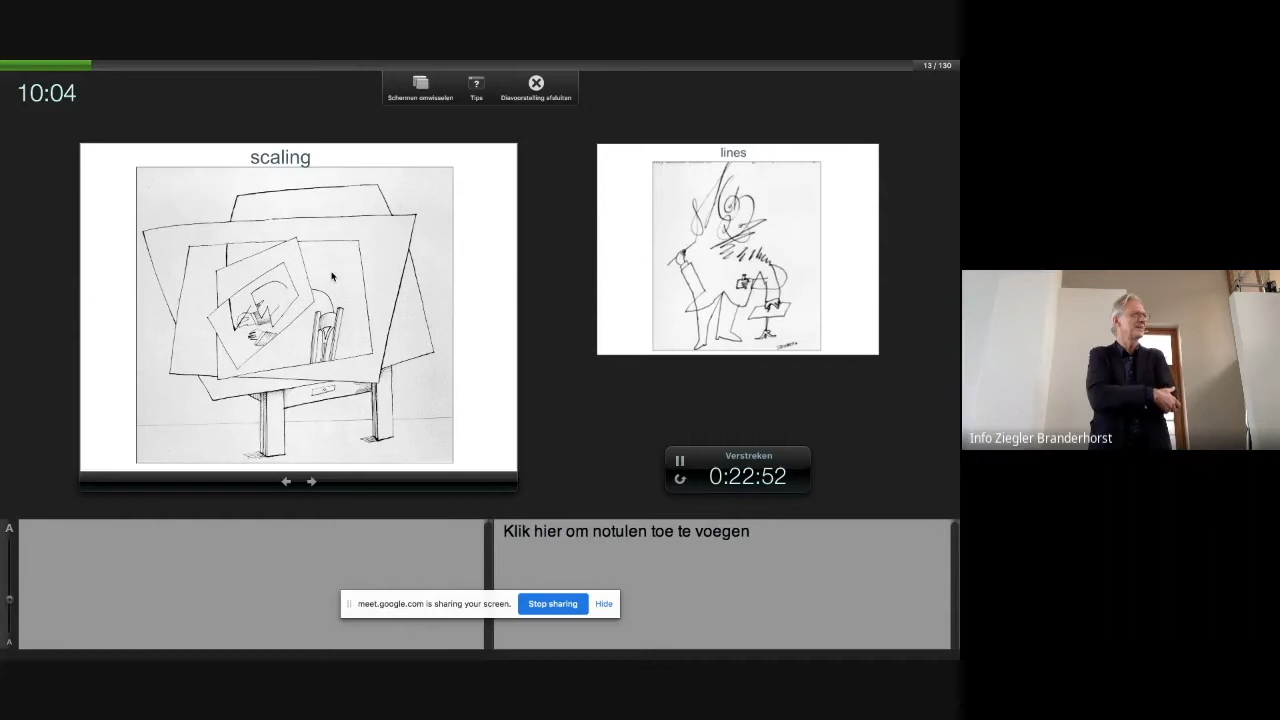 13 / 130
10:04
Schermen omwisselen
Tips
Diavoorstelling afsluiten
scaling
lines
Verstreken
0:22:52
A
A
Klik hier om notulen toe te voegen
meet.google.com is sharing your screen.
Stop sharing
Hide
Info Ziegler Branderhorst